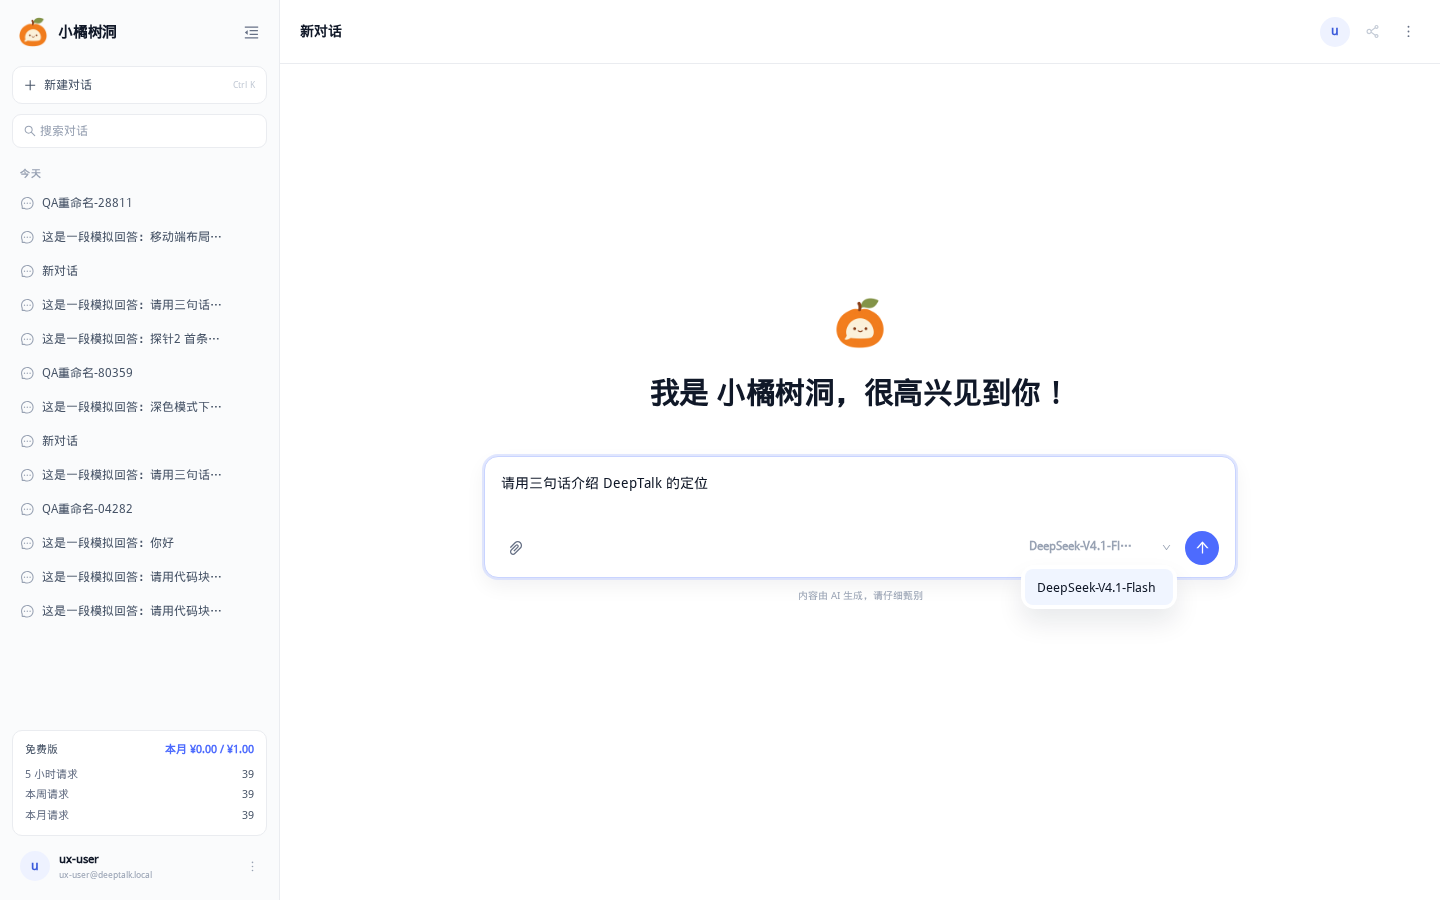 小橘树洞
新建对话 Ctrl K
搜索对话
今天
QA重命名-28811
这是一段模拟回答：移动端布局…
新对话
这是一段模拟回答：请用三句话…
这是一段模拟回答：探针2 首条…
QA重命名-80359
这是一段模拟回答：深色模式下…
新对话
这是一段模拟回答：请用三句话…
QA重命名-04282
这是一段模拟回答：你好
这是一段模拟回答：请用代码块…
这是一段模拟回答：请用代码块…
免费版 本月 ¥0.00 / ¥1.00
5 小时请求 39
本周请求 39
本月请求 39
u
ux-user
ux-user@deeptalk.local
新对话
u
我是 小橘树洞，很高兴见到你！
请用三句话介绍 DeepTalk 的定位
DeepSeek-V4.1-Fl…
DeepSeek-V4.1-Flash
内容由 AI 生成，请仔细甄别